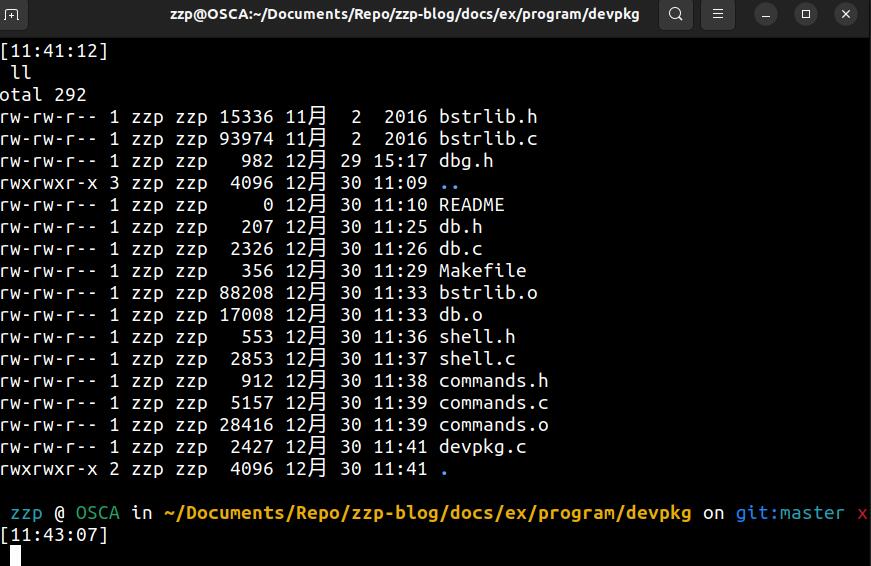 zzp@OSCA:~/Documents/Repo/zzp-blog/docs/ex/program/devpkg
[11:41:12]
ll
otal 292
rw-rw-r-- 1 zzp zzp 15336 11月  2  2016 bstrlib.h
rw-rw-r-- 1 zzp zzp 93974 11月  2  2016 bstrlib.c
rw-rw-r-- 1 zzp zzp   982 12月 29 15:17 dbg.h
rwxrwxr-x 3 zzp zzp  4096 12月 30 11:09 ..
rw-rw-r-- 1 zzp zzp     0 12月 30 11:10 README
rw-rw-r-- 1 zzp zzp   207 12月 30 11:25 db.h
rw-rw-r-- 1 zzp zzp  2326 12月 30 11:26 db.c
rw-rw-r-- 1 zzp zzp   356 12月 30 11:29 Makefile
rw-rw-r-- 1 zzp zzp 88208 12月 30 11:33 bstrlib.o
rw-rw-r-- 1 zzp zzp 17008 12月 30 11:33 db.o
rw-rw-r-- 1 zzp zzp   553 12月 30 11:36 shell.h
rw-rw-r-- 1 zzp zzp  2853 12月 30 11:37 shell.c
rw-rw-r-- 1 zzp zzp   912 12月 30 11:38 commands.h
rw-rw-r-- 1 zzp zzp  5157 12月 30 11:39 commands.c
rw-rw-r-- 1 zzp zzp 28416 12月 30 11:39 commands.o
rw-rw-r-- 1 zzp zzp  2427 12月 30 11:41 devpkg.c
rwxrwxr-x 2 zzp zzp  4096 12月 30 11:41 .
zzp @ OSCA in ~/Documents/Repo/zzp-blog/docs/ex/program/devpkg on git:master x
[11:43:07]